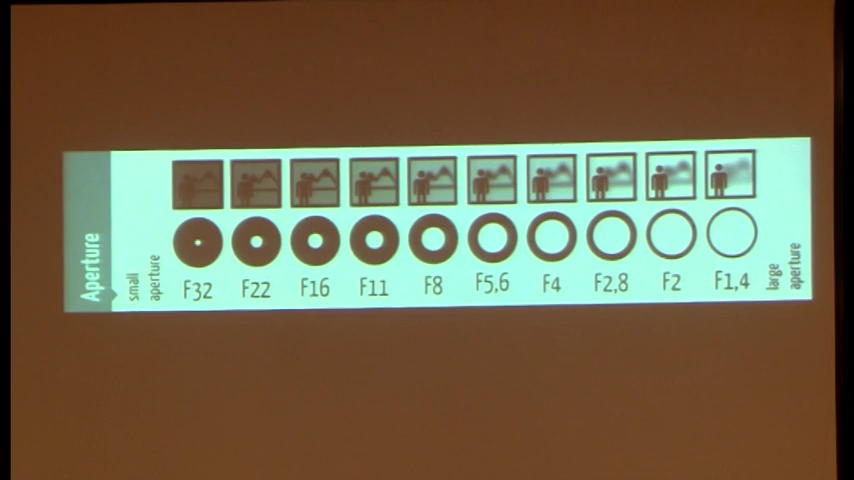 Aperture
small
aperture
F32 F22 F16 F11 F8 F5,6 F4 F2,8 F2 F1,4
large
aperture